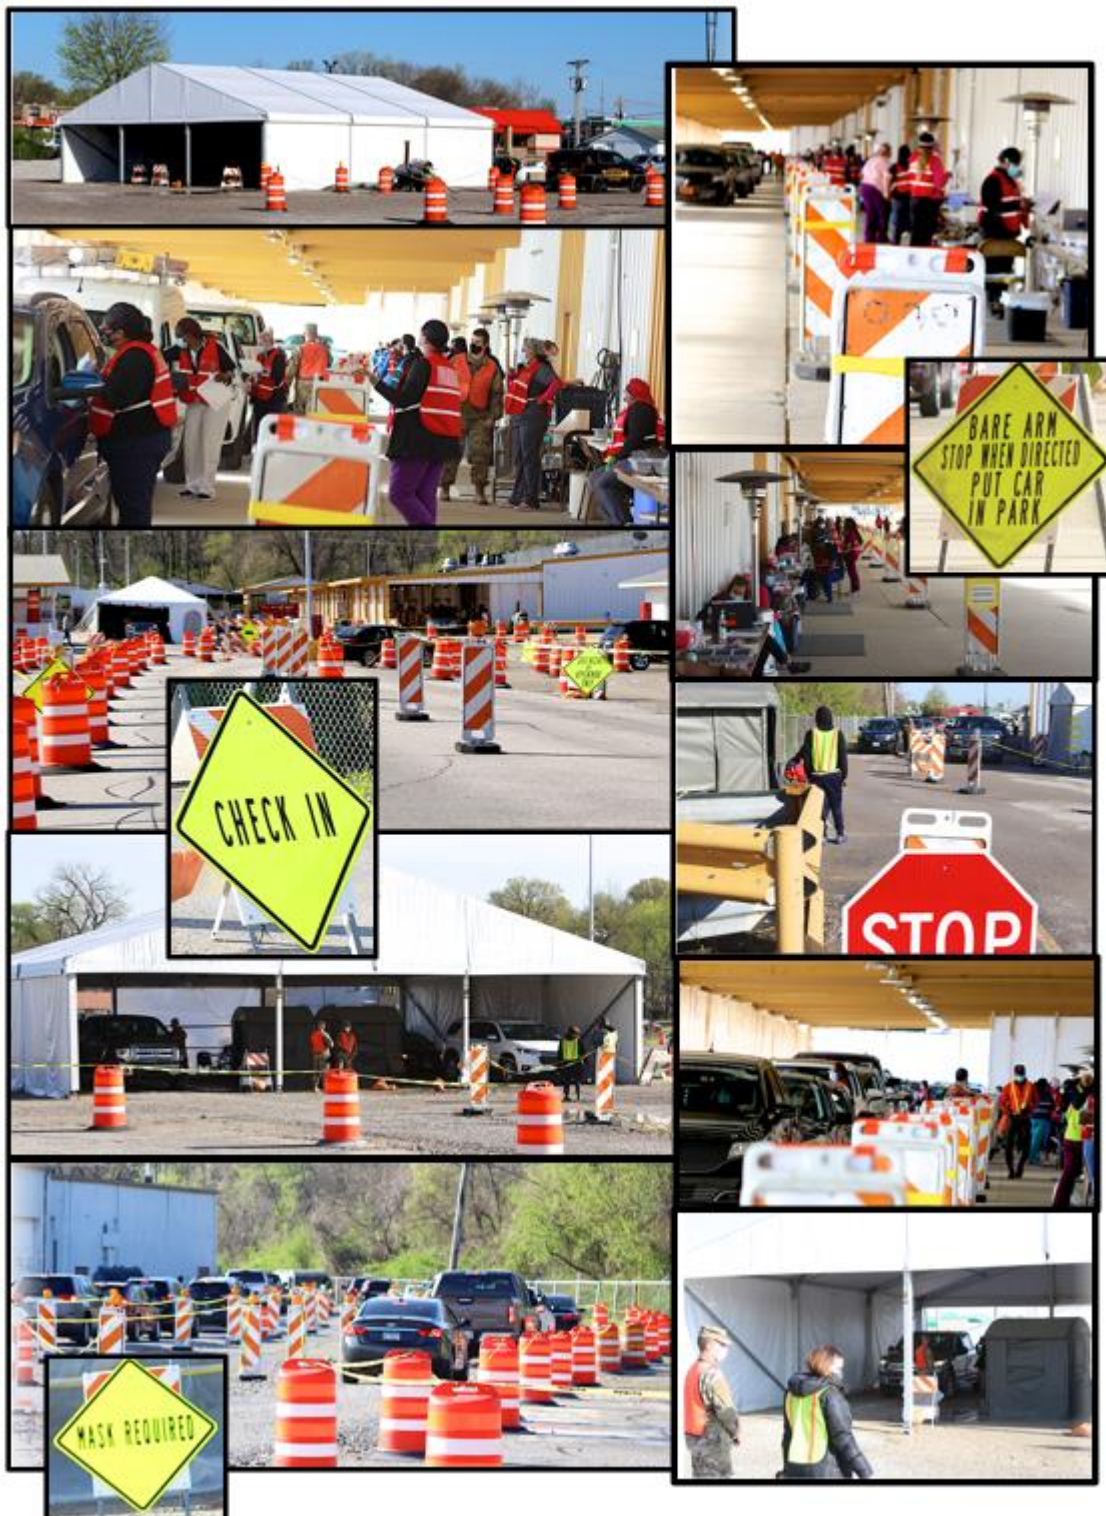 BARE ARM
STOP WHEN DIRECTED
PUT CAR
IN PARK
CHECK IN
STOP
MASK REQUIRED